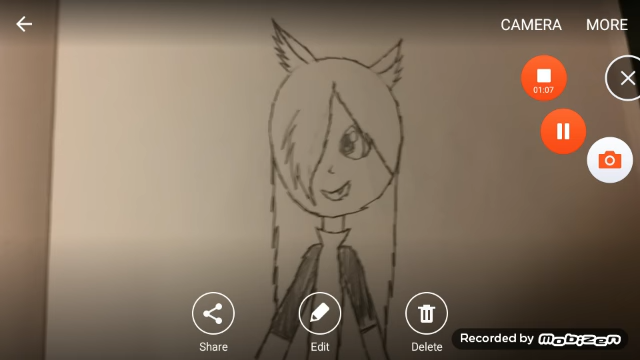 CAMERA MORE
01:07
Share Edit Delete
Recorded by MOBIZEN